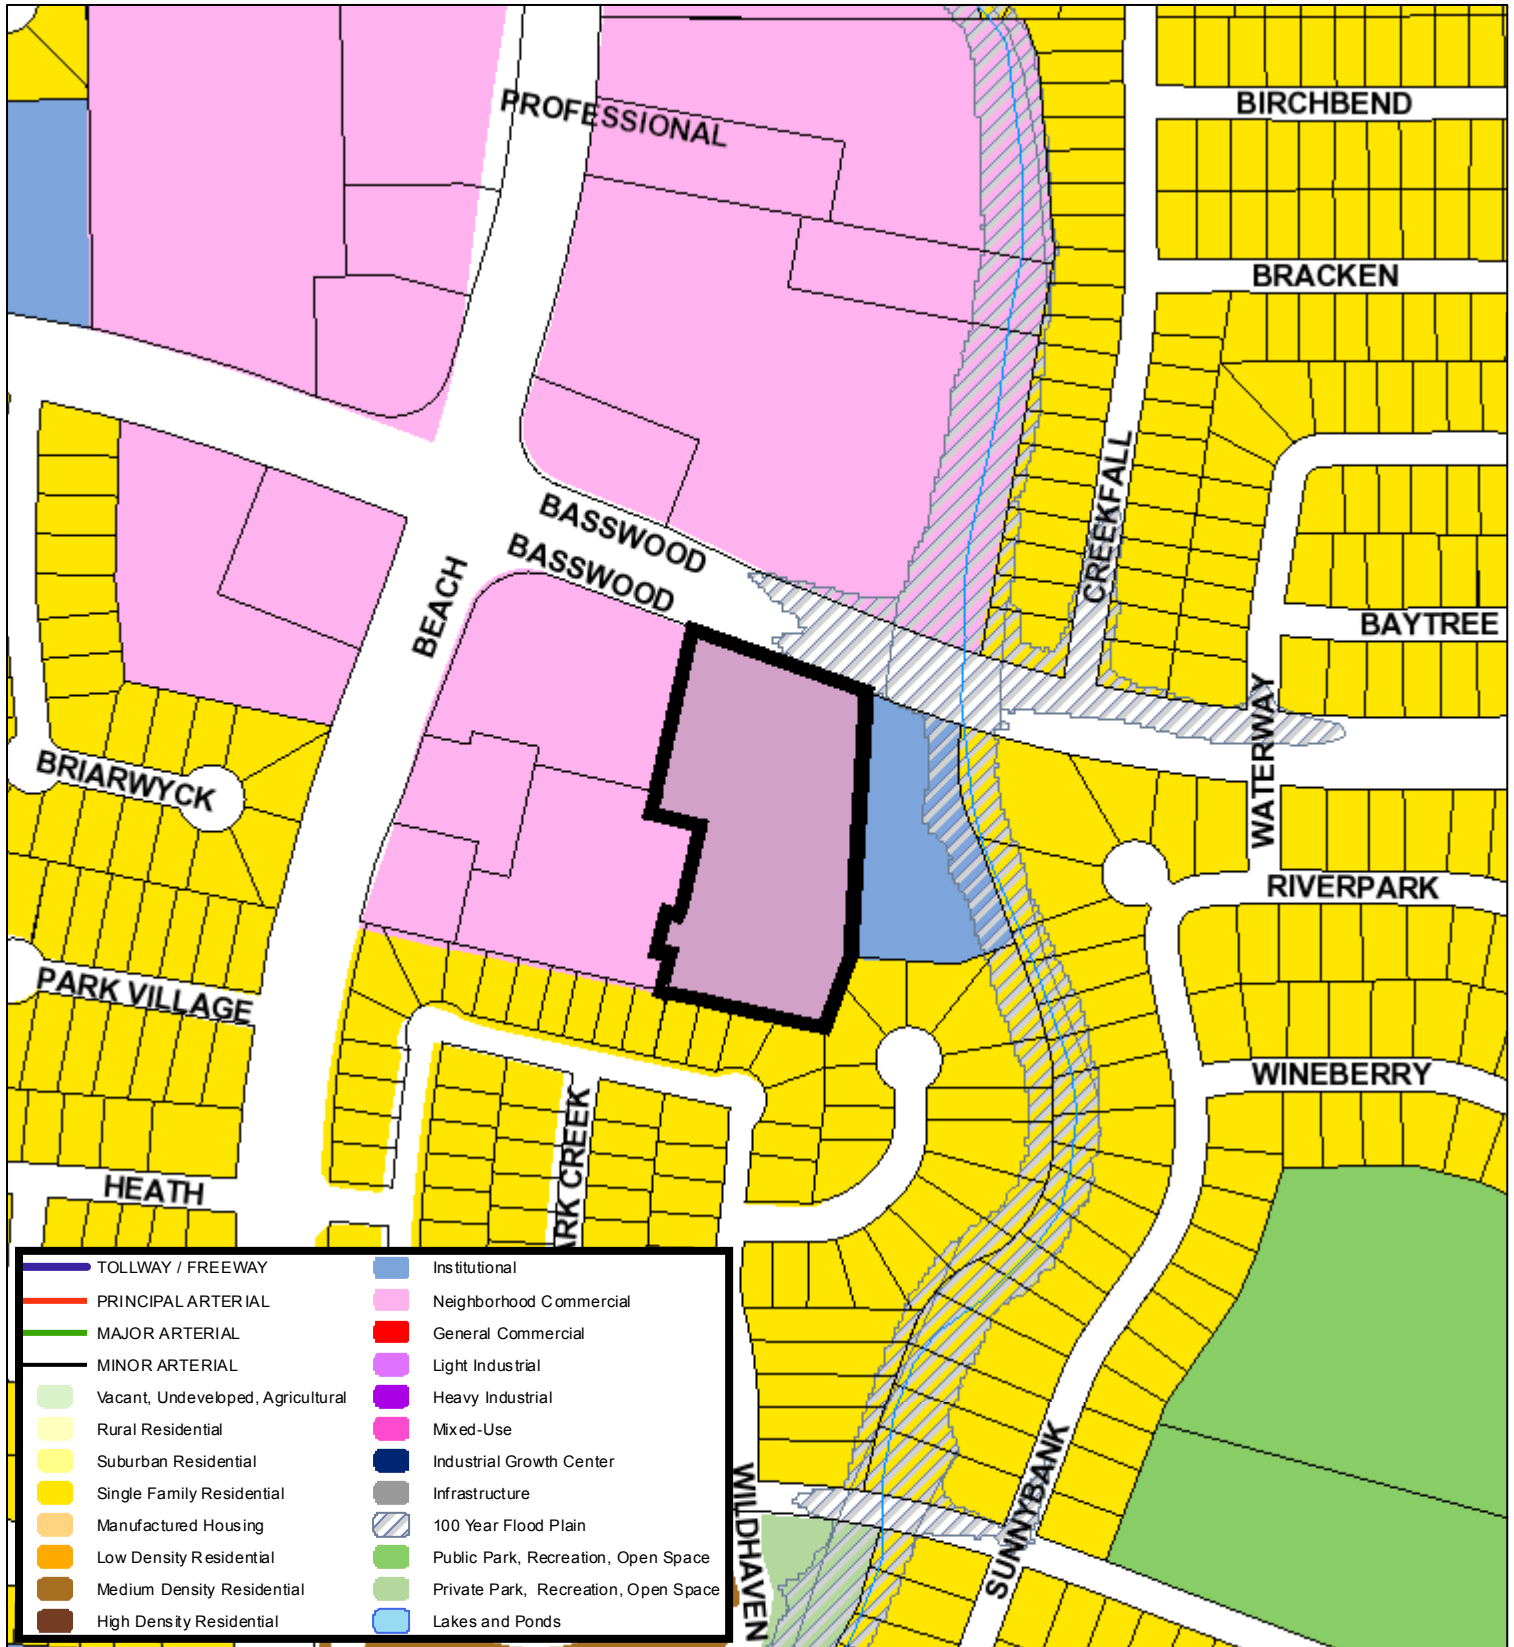 PROFESSIONAL
BIRCHBEND
BRACKEN
CREEKFALL
BASSWOOD
BASSWOOD
BEACH
BAYTREE
WATERWAY
BRIARWYCK
RIVERPARK
PARK VILLAGE
WINEBERRY
HEATH
ARK CREEK
WILDHAVEN
SUNNYBANK
TOLLWAY / FREEWAY
PRINCIPAL ARTERIAL
MAJOR ARTERIAL
MINOR ARTERIAL
Vacant, Undeveloped, Agricultural
Rural Residential
Suburban Residential
Single Family Residential
Manufactured Housing
Low Density Residential
Medium Density Residential
High Density Residential
Institutional
Neighborhood Commercial
General Commercial
Light Industrial
Heavy Industrial
Mixed-Use
Industrial Growth Center
Infrastructure
100 Year Flood Plain
Public Park, Recreation, Open Space
Private Park, Recreation, Open Space
Lakes and Ponds